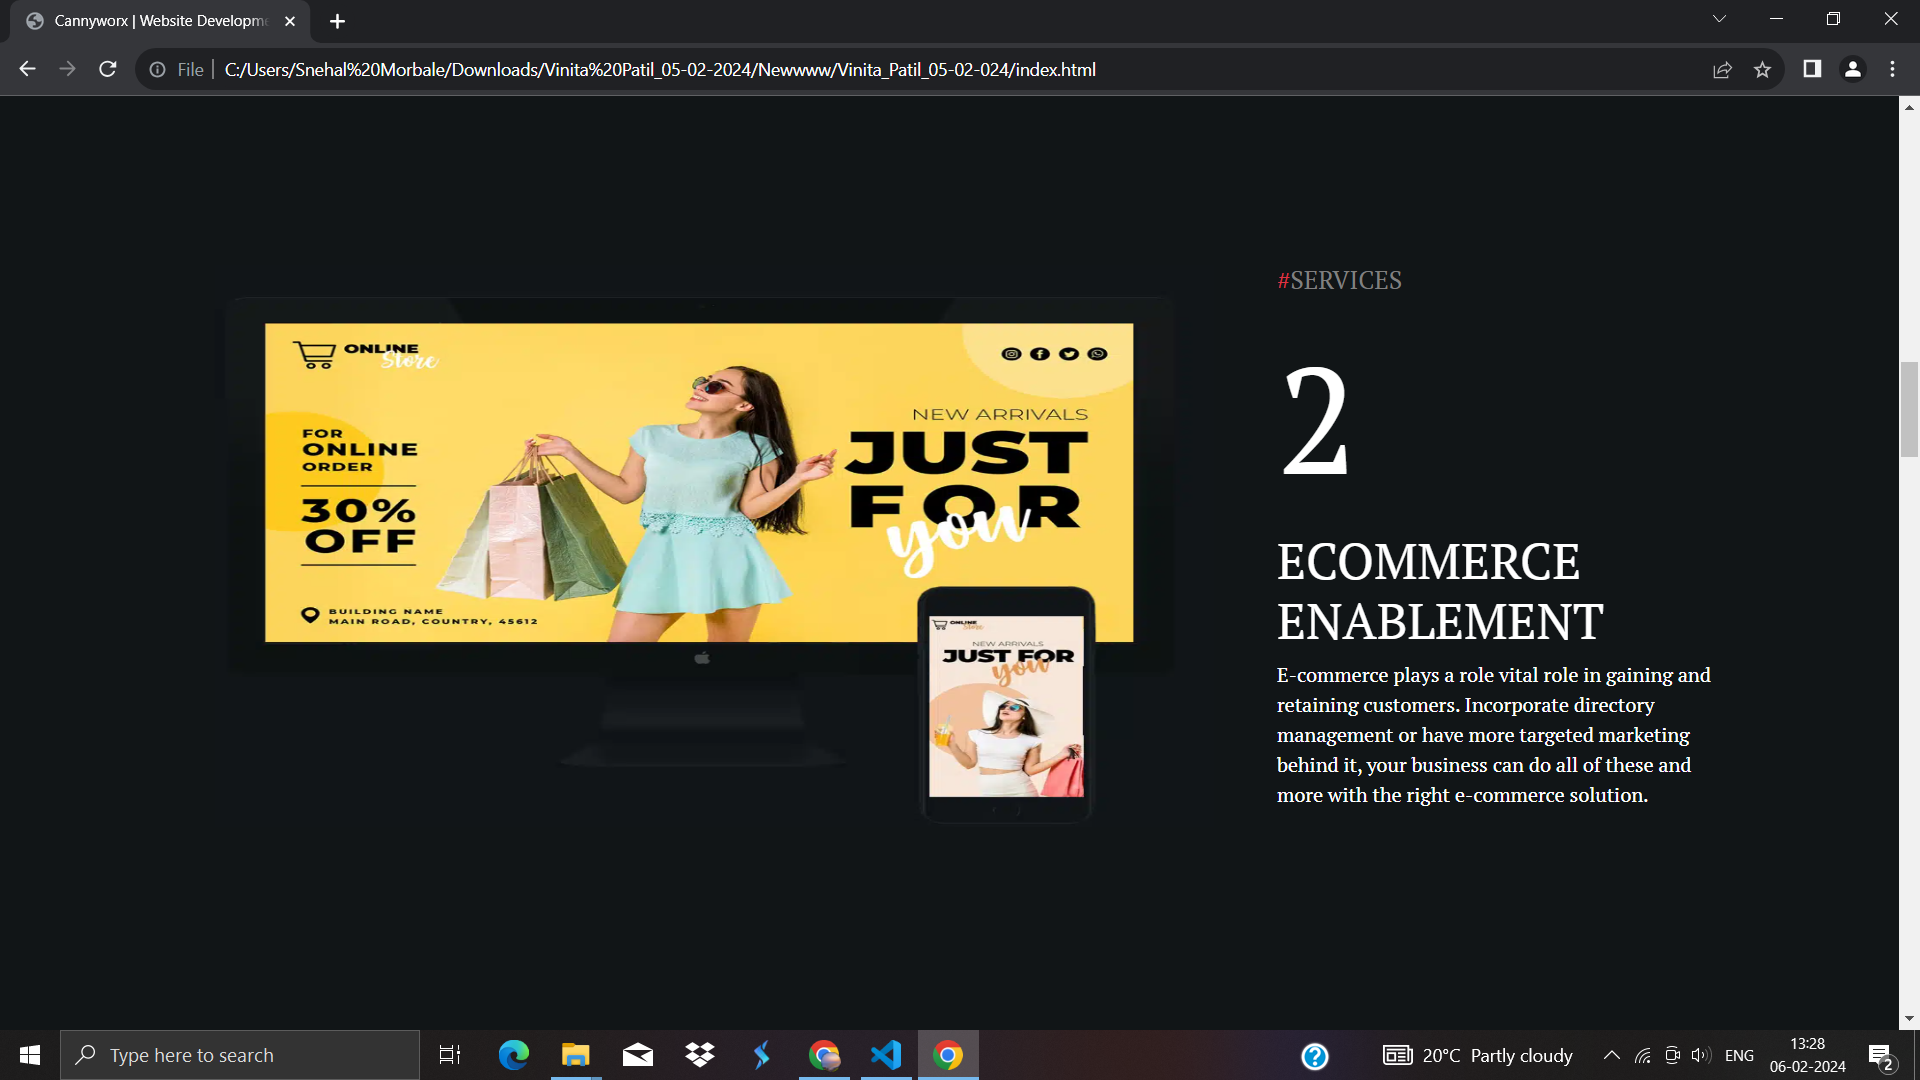 Cannyworx | Website Developme
File
C:/Users/Snehal%20Morbale/Downloads/Vinita%20Patil_05-02-2024/Newwww/Vinita_Patil_05-02-024/index.html
ONLINE
Store
FOR
ONLINE
ORDER
30%
OFF
BUILDING NAME
MAIN ROAD, COUNTRY, 45612
NEW ARRIVALS
JUST
FOR
you
ONLINE
Store
NEW ARRIVALS
JUST FOR
you
#SERVICES
2
ECOMMERCE
ENABLEMENT
E-commerce plays a role vital role in gaining and
retaining customers. Incorporate directory
management or have more targeted marketing
behind it, your business can do all of these and
more with the right e-commerce solution.
Type here to search
20°C Partly cloudy
ENG
13:28
06-02-2024
2